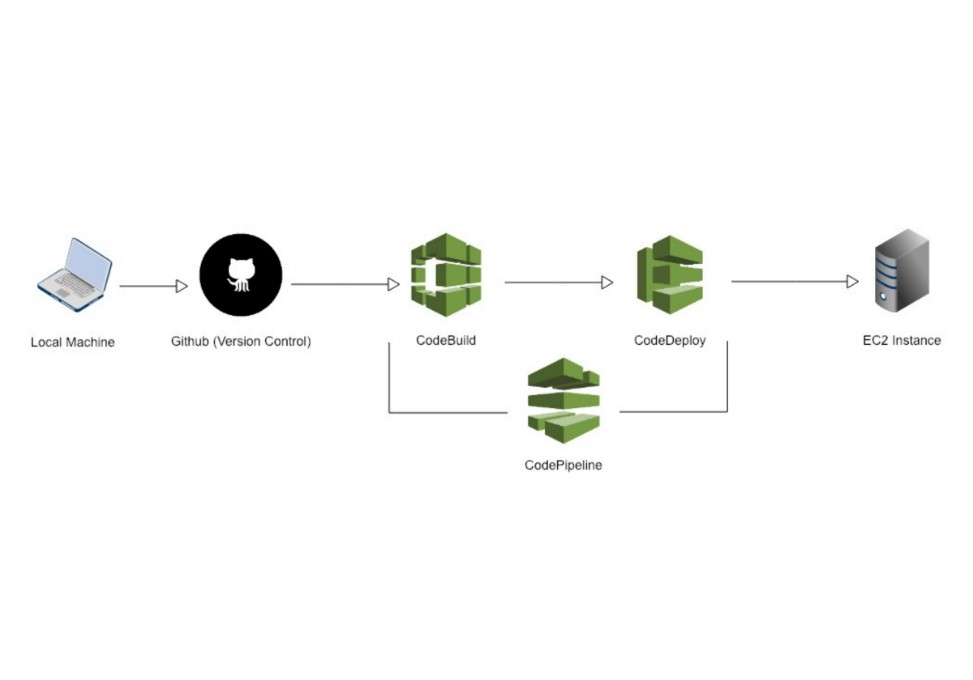 Local Machine
Github (Version Control)
CodeBuild
CodeDeploy
EC2 Instance
CodePipeline